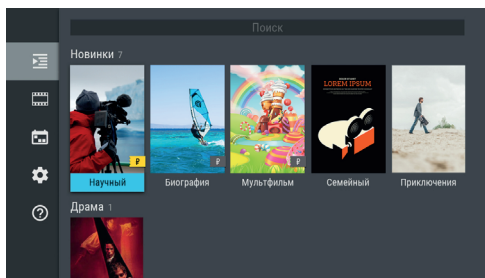 Поиск
Новинки 7
LOREM IPSUM
₽
₽
₽
Научный
Биография
Мультфильм
Семейный
Приключения
Драма 1